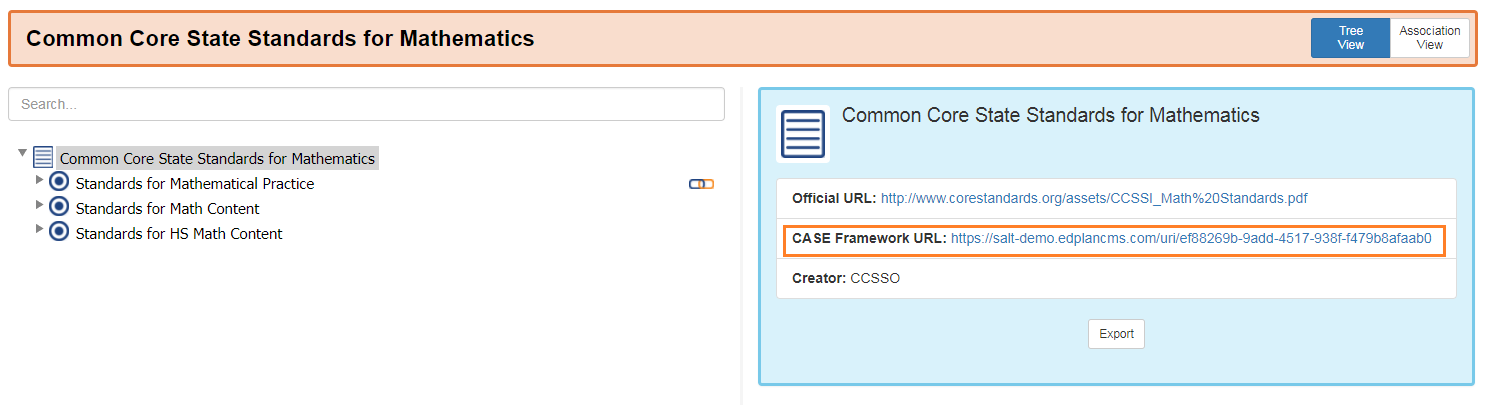 Common Core State Standards for Mathematics
Tree
View
Association
View
Search...
Common Core State Standards for Mathematics
Standards for Mathematical Practice
Standards for Math Content
Standards for HS Math Content
Common Core State Standards for Mathematics
Official URL: http://www.corestandards.org/assets/CCSSI_Math%20Standards.pdf
CASE Framework URL: https://salt-demo.edplancms.com/uri/ef88269b-9add-4517-938f-f479b8afaab0
Creator: CCSSO
Export